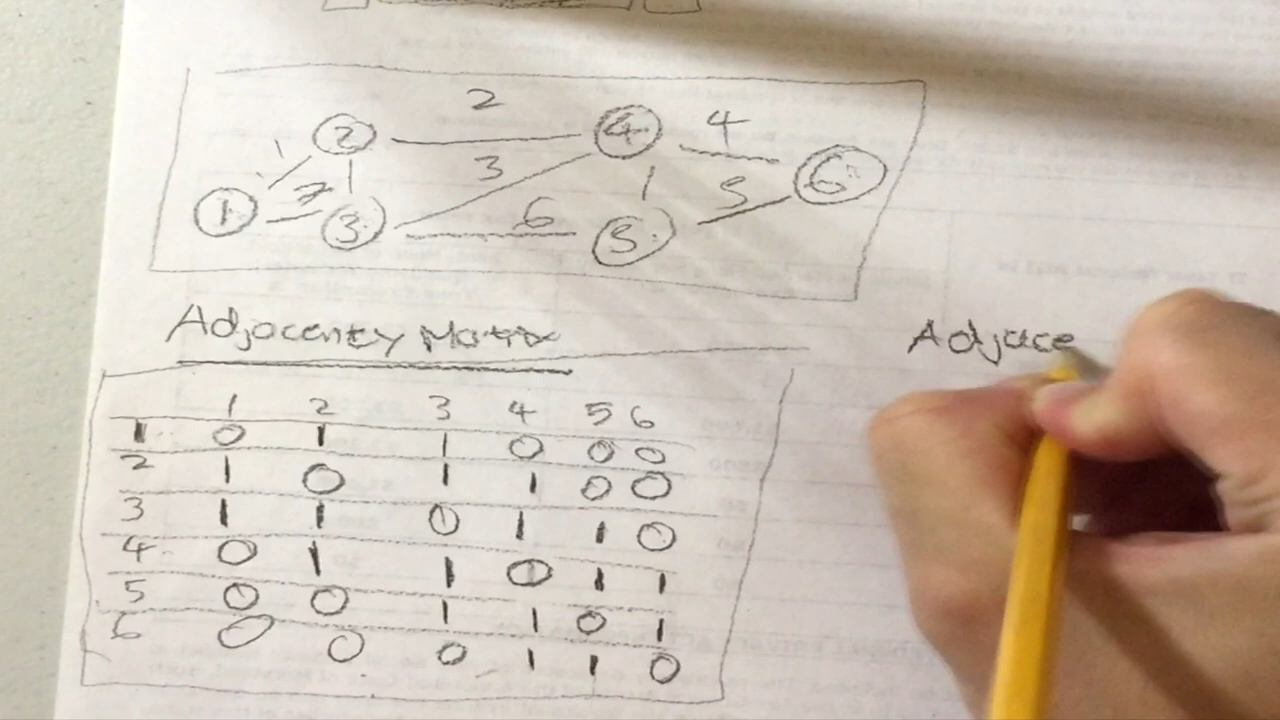 2 4
1 2 3 4 6
7 5
1 3 6 5
Adjacency Matrix Adjace
1 2 3 4 5 6
1 0 1 1 0 0 0
2 1 0 1 1 0 0
3 1 1 0 1 1 0
4 0 1 1 0 1 1
5 0 0 1 1 0 1
6 0 0 0 1 1 0